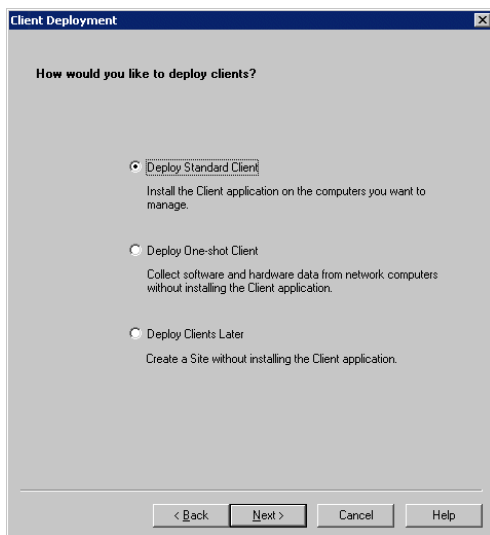 Client Deployment
How would you like to deploy clients?
Deploy Standard Client
Install the Client application on the computers you want to
manage.
Deploy One-shot Client
Collect software and hardware data from network computers
without installing the Client application.
Deploy Clients Later
Create a Site without installing the Client application.
< Back Next > Cancel Help